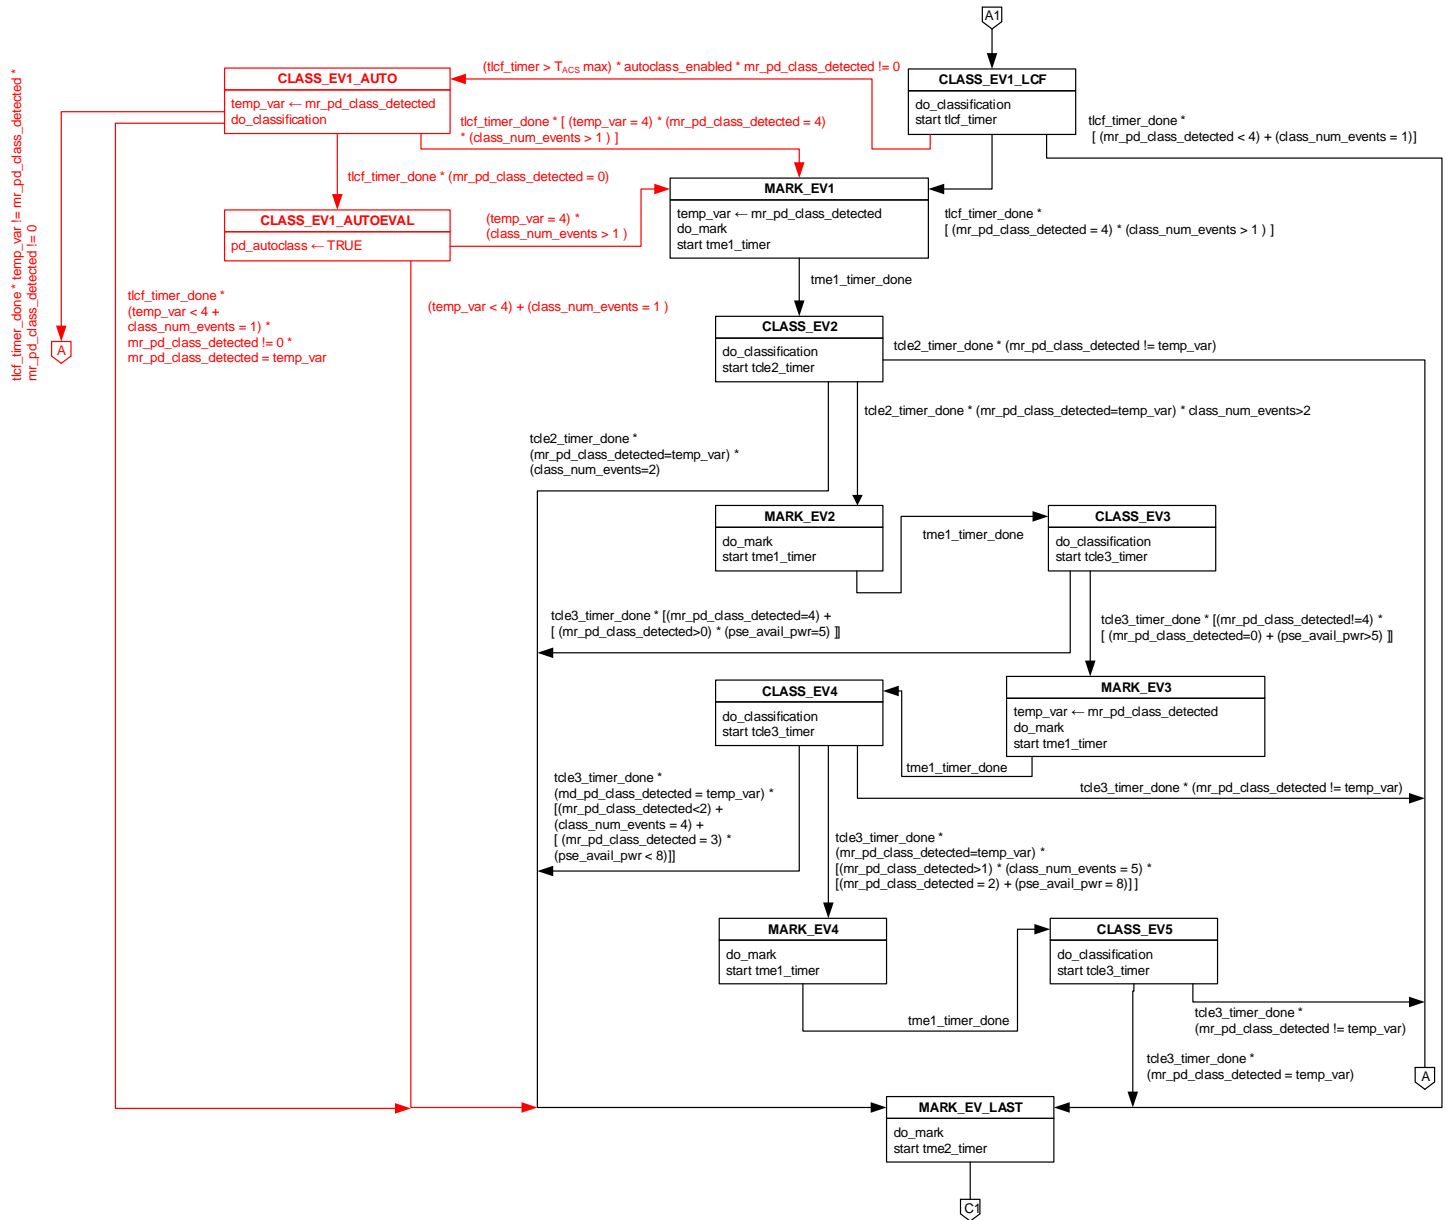 A1
CLASS_EV1_LCF
do_classification
start tlcf_timer
(tlcf_timer > TACS max) * autoclass_enabled * mr_pd_class_detected != 0
CLASS_EV1_AUTO
temp_var ← mr_pd_class_detected
do_classification
tlcf_timer_done * temp_var != mr_pd_class_detected *
mr_pd_class_detected != 0
A
tlcf_timer_done * [ (temp_var = 4) * (mr_pd_class_detected = 4)
* (class_num_events > 1 ) ]
tlcf_timer_done *
[ (mr_pd_class_detected < 4) + (class_num_events = 1)]
tlcf_timer_done * (mr_pd_class_detected = 0)
CLASS_EV1_AUTOEVAL
pd_autoclass ← TRUE
(temp_var = 4) *
(class_num_events > 1 )
MARK_EV1
temp_var ← mr_pd_class_detected
do_mark
start tme1_timer
tlcf_timer_done *
[ (mr_pd_class_detected = 4) * (class_num_events > 1 ) ]
tlcf_timer_done *
(temp_var < 4 +
class_num_events = 1) *
mr_pd_class_detected != 0 *
mr_pd_class_detected = temp_var
(temp_var < 4) + (class_num_events = 1 )
tme1_timer_done
CLASS_EV2
do_classification
start tcle2_timer
tcle2_timer_done * (mr_pd_class_detected != temp_var)
tcle2_timer_done * (mr_pd_class_detected=temp_var) * class_num_events>2
tcle2_timer_done *
(mr_pd_class_detected=temp_var) *
(class_num_events=2)
MARK_EV2
do_mark
start tme1_timer
tme1_timer_done
CLASS_EV3
do_classification
start tcle3_timer
tcle3_timer_done * [(mr_pd_class_detected=4) +
[ (mr_pd_class_detected>0) * (pse_avail_pwr=5) ]]
tcle3_timer_done * [(mr_pd_class_detected!=4) *
[ (mr_pd_class_detected=0) + (pse_avail_pwr>5) ]]
CLASS_EV4
do_classification
start tcle3_timer
MARK_EV3
temp_var ← mr_pd_class_detected
do_mark
start tme1_timer
tme1_timer_done
tcle3_timer_done *
(md_pd_class_detected = temp_var) *
[(mr_pd_class_detected<2) +
(class_num_events = 4) +
[ (mr_pd_class_detected = 3) *
(pse_avail_pwr < 8)]]
tcle3_timer_done * (mr_pd_class_detected != temp_var)
tcle3_timer_done *
(mr_pd_class_detected=temp_var) *
[(mr_pd_class_detected>1) * (class_num_events = 5) *
[(mr_pd_class_detected = 2) + (pse_avail_pwr = 8)] ]
MARK_EV4
do_mark
start tme1_timer
tme1_timer_done
CLASS_EV5
do_classification
start tcle3_timer
tcle3_timer_done *
(mr_pd_class_detected != temp_var)
tcle3_timer_done *
(mr_pd_class_detected = temp_var)
A
MARK_EV_LAST
do_mark
start tme2_timer
C1